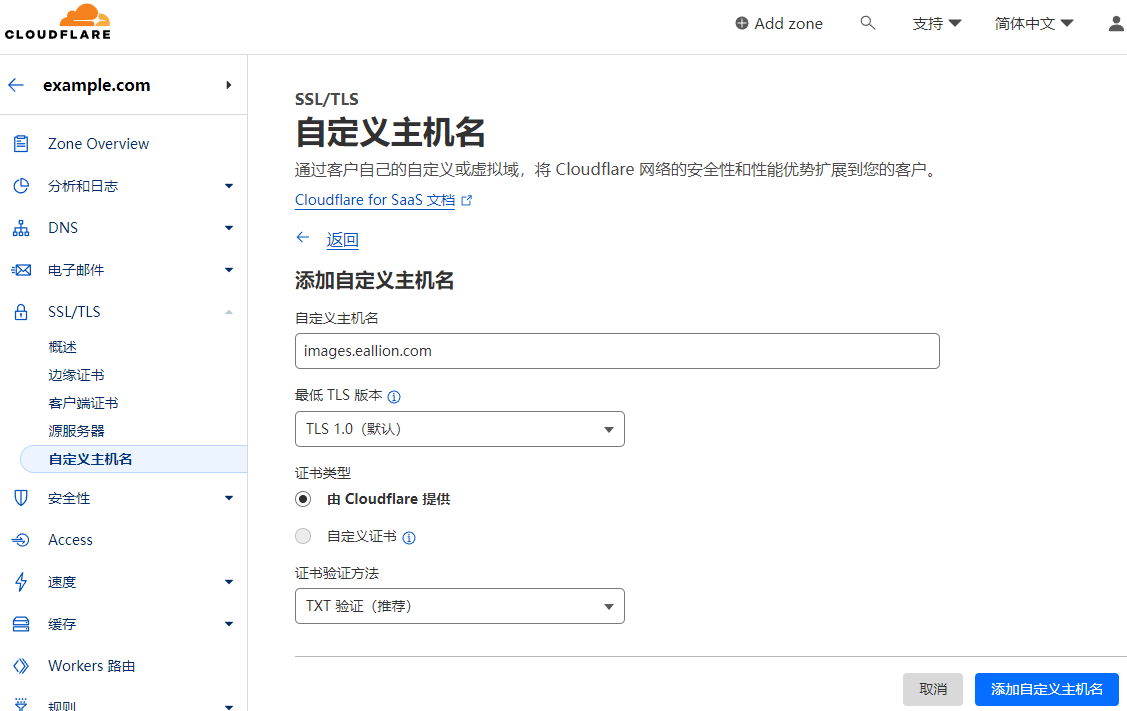 CLOUDFLARE
Add zone
支持
简体中文
example.com
Zone Overview
分析和日志
DNS
电子邮件
SSL/TLS
概述
边缘证书
客户端证书
源服务器
自定义主机名
安全性
Access
速度
缓存
Workers 路由
规则
SSL/TLS
自定义主机名
通过客户自己的自定义或虚拟域，将 Cloudflare 网络的安全性和性能优势扩展到您的客户。
Cloudflare for SaaS 文档
返回
添加自定义主机名
自定义主机名
images.eallion.com
最低 TLS 版本
TLS 1.0（默认）
证书类型
由 Cloudflare 提供
自定义证书
证书验证方法
TXT 验证（推荐）
取消
添加自定义主机名